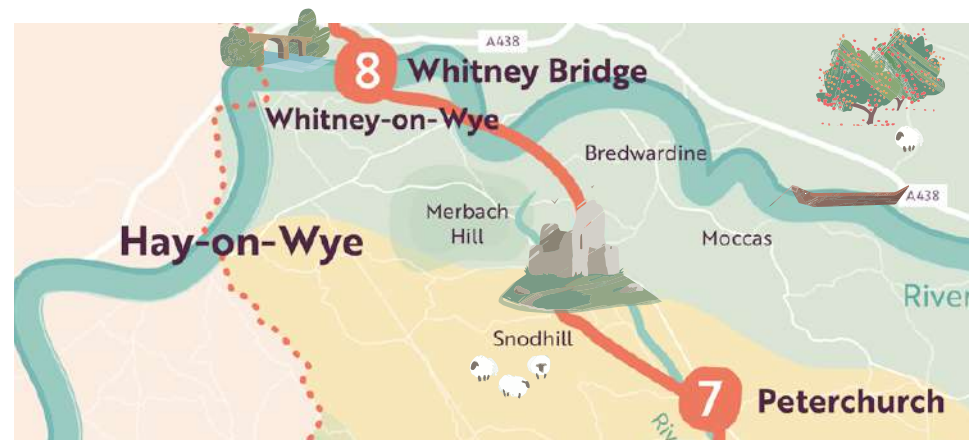 A438
8 Whitney Bridge
Whitney-on-Wye
Bredwardine
A438
Merbach
Hill
Moccas
Hay-on-Wye
River
Snodhill
7 Peterchurch
Riv